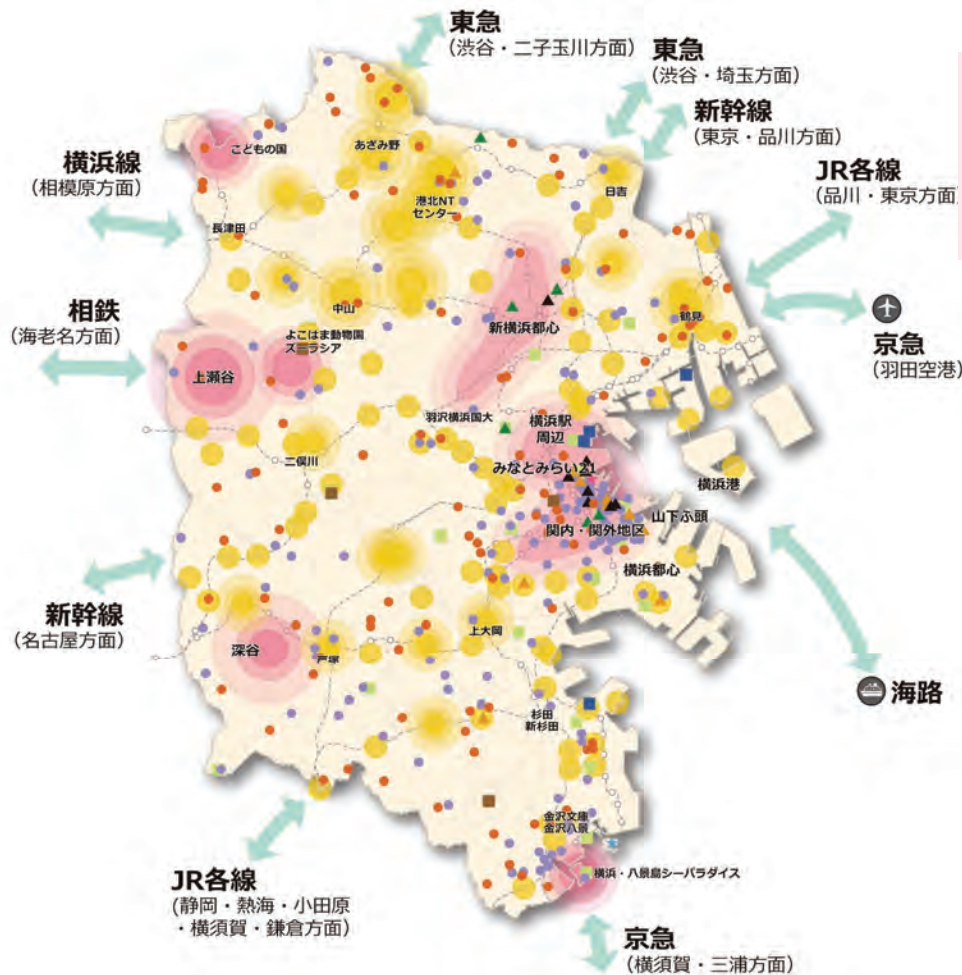 東急
(渋谷・二子玉川方面)
東急
(渋谷・埼玉方面)
新幹線
(東京・品川方面)
JR各線
(品川・東京方面)
横浜線
(相模原方面)
こどもの国
あざみ野
港北NT
センター
日吉
長津田
京急
(羽田空港)
相鉄
(海老名方面)
中山
鶴見
新横浜都心
よこはま動物園
ズーラシア
上瀬谷
羽沢横浜国大
横浜駅
周辺
二俣川
みなとみらい21
横浜港
山下ふ頭
関内・関外地区
横浜都心
新幹線
(名古屋方面)
上大岡
深谷
戸塚
海路
杉田
新杉田
金沢文庫
金沢八景
横浜・八景島シーパラダイス
JR各線
(静岡・熱海・小田原
・横須賀・鎌倉方面)
京急
(横須賀・三浦方面)